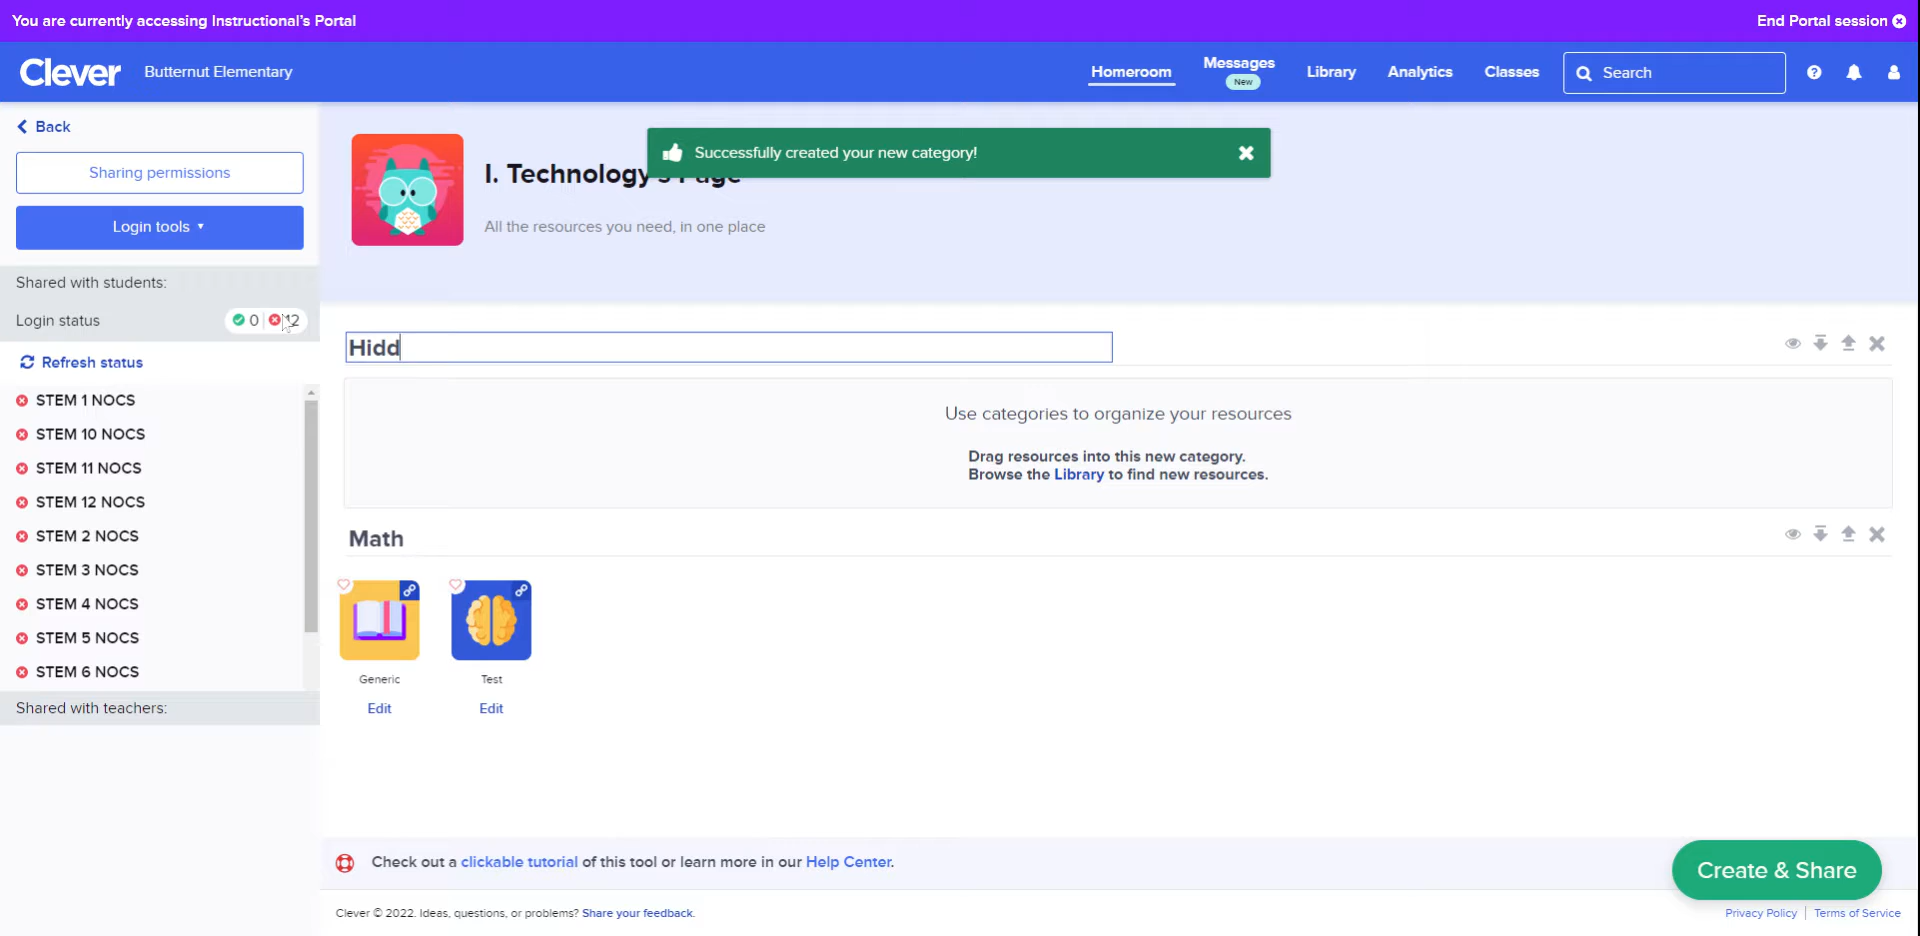 You are currently accessing Instructional's Portal
End Portal session
Clever
Butternut Elementary
Homeroom
Messages
New
Library
Analytics
Classes
Search
Back
Sharing permissions
Login tools
Shared with students:
Login status
0
12
Refresh status
STEM 1 NOCS
STEM 10 NOCS
STEM 11 NOCS
STEM 12 NOCS
STEM 2 NOCS
STEM 3 NOCS
STEM 4 NOCS
STEM 5 NOCS
STEM 6 NOCS
Shared with teachers:
Successfully created your new category!
I. Technology's Page
All the resources you need, in one place
Hidd
Use categories to organize your resources
Drag resources into this new category.
Browse the Library to find new resources.
Math
Generic
Test
Edit
Edit
Check out a clickable tutorial of this tool or learn more in our Help Center.
Create & Share
Clever © 2022. Ideas, questions, or problems? Share your feedback.
Privacy Policy | Terms of Service